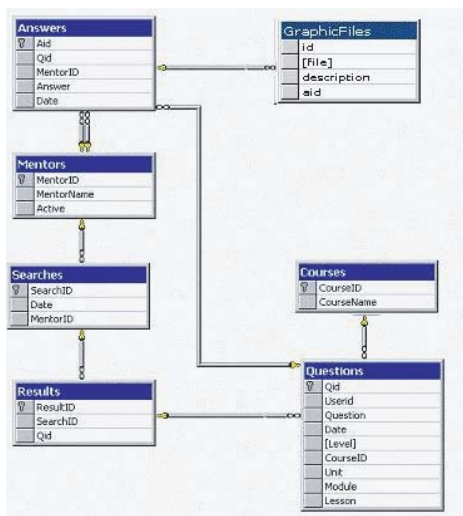 Answers
Aid
Qid
MentorID
Answer
Date
GraphicFiles
id
[file]
description
aid
Mentors
MentorID
MentorName
Active
Searches
SearchID
Date
MentorID
Courses
CourseID
CourseName
Results
ResultID
SearchID
Qid
Questions
Qid
Userid
Question
Date
[Level]
CourseID
Unit
Module
Lesson